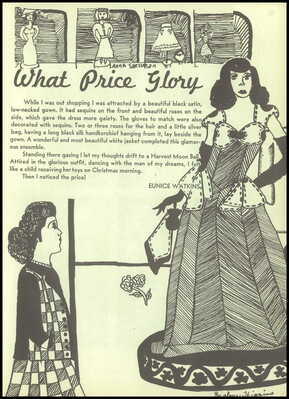 What Price Glory
While I was out shopping I was attracted by a beautiful black satin,
low-necked gown. It had sequins on the front and beautiful roses on the
side, which gave the dress more gaiety. The gloves to match were also
decorated with sequins. Two or three roses for the hair and a little silver
bag, having a long black silk handkerchief hanging from it, lay beside the
gown. A wonderful and most beautiful white jacket completed this glamor-
ous ensemble.
Standing there gazing I let my thoughts drift to a Harvest Moon Ball.
Attired in the glorious outfit, dancing with the man of my dreams, I felt
like a child receiving her toys on Christmas morning.
Then I noticed the price!
EUNICE WATKINS